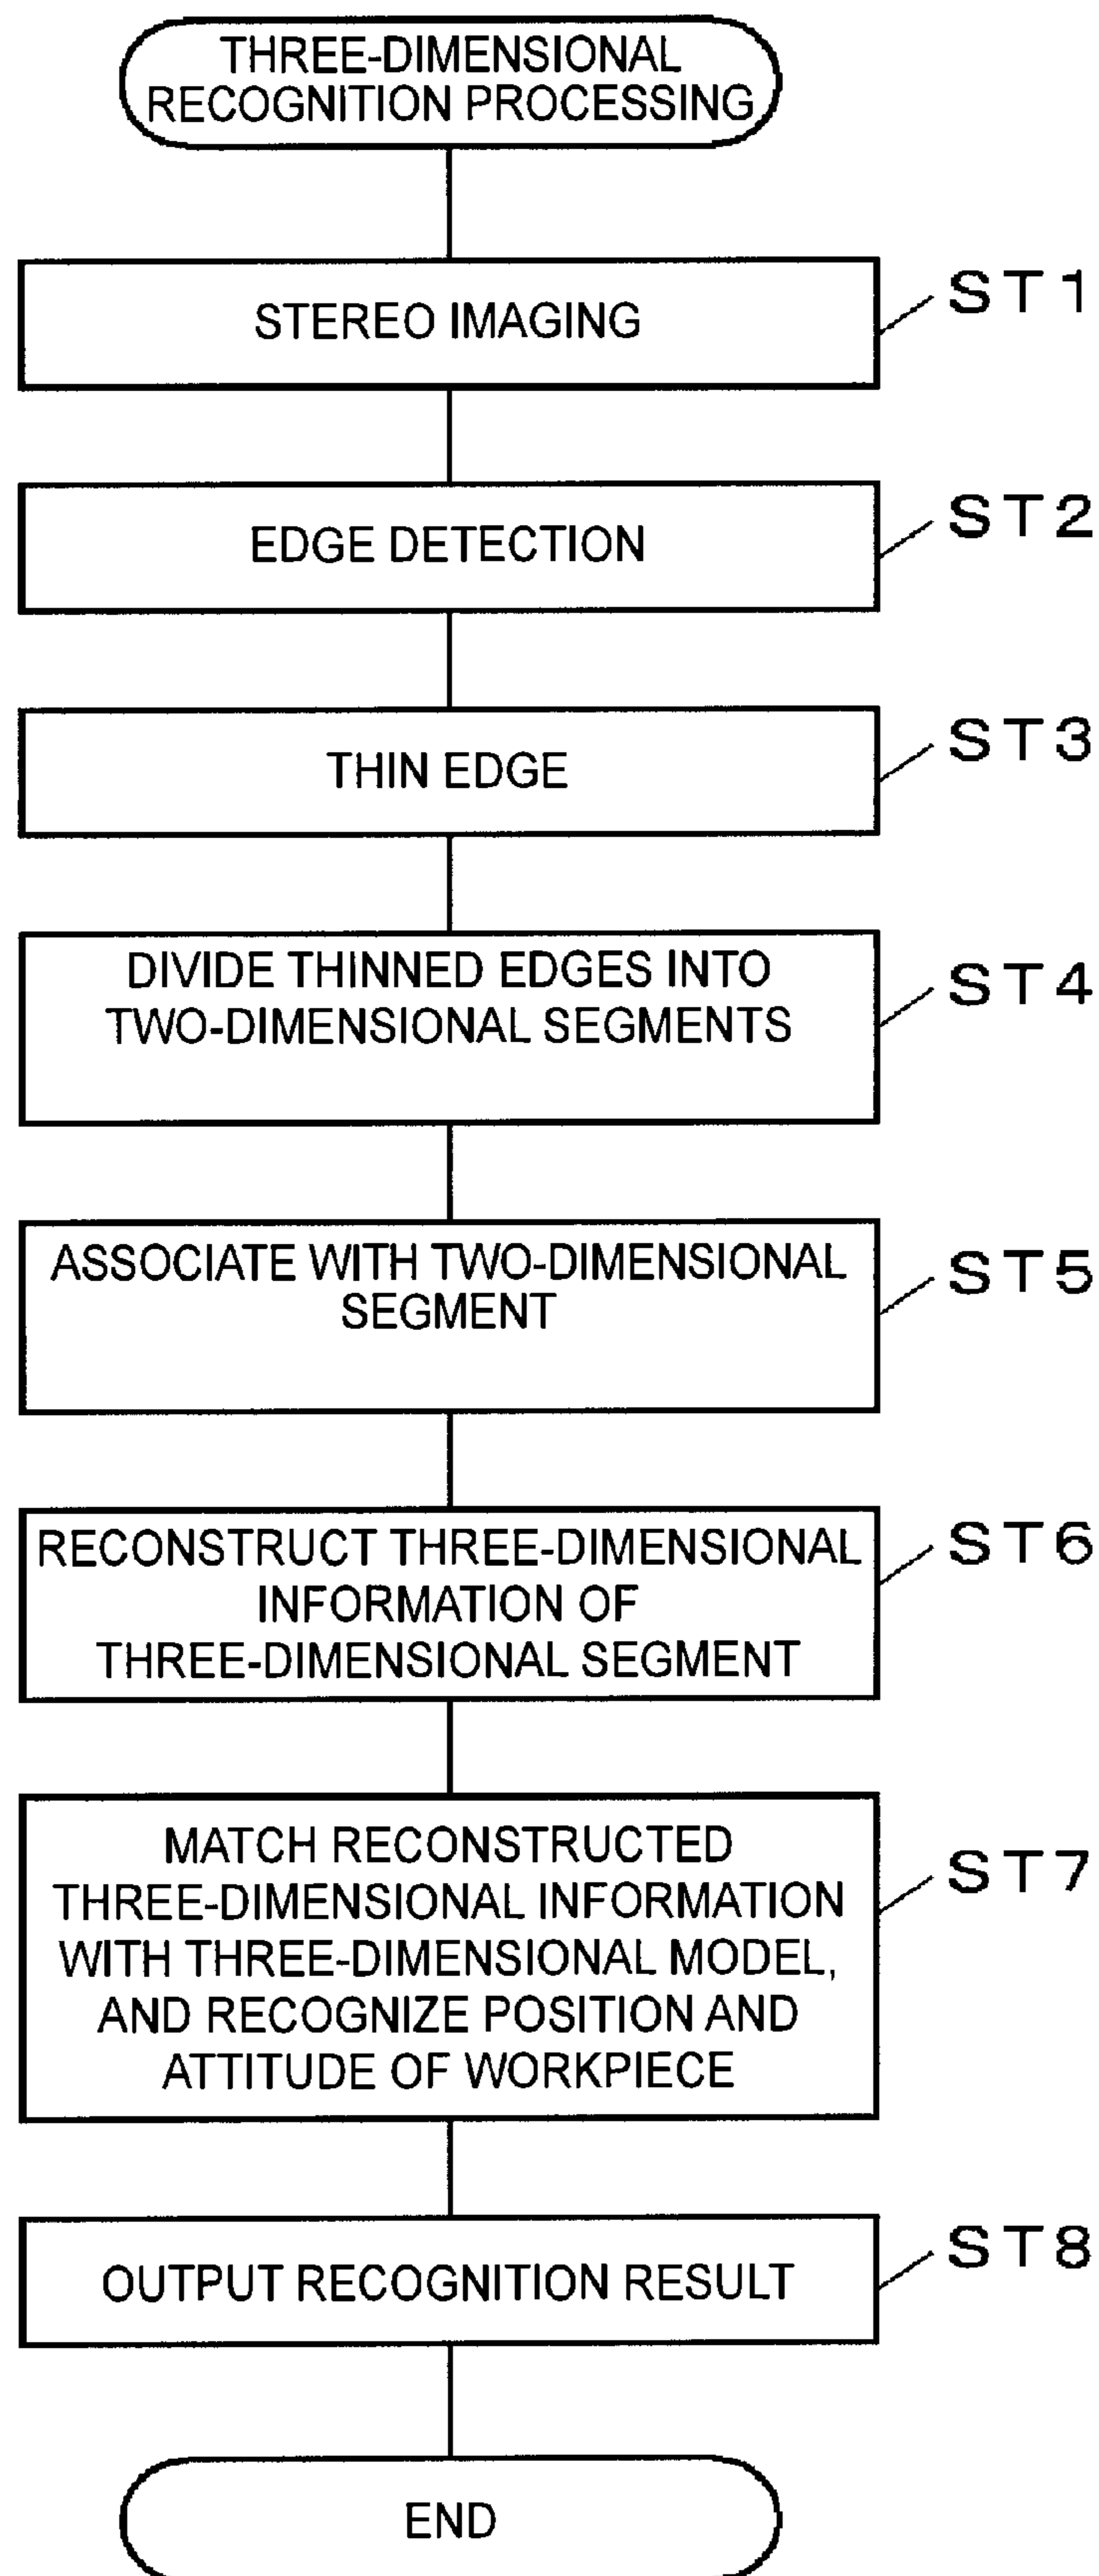 THREE-DIMENSIONAL
RECOGNITION PROCESSING
STEREO IMAGING
ST1
EDGE DETECTION
ST2
THIN EDGE
ST3
DIVIDE THINNED EDGES INTO
TWO-DIMENSIONAL SEGMENTS
ST4
ASSOCIATE WITH TWO-DIMENSIONAL
SEGMENT
ST5
RECONSTRUCT THREE-DIMENSIONAL
INFORMATION OF
THREE-DIMENSIONAL SEGMENT
ST6
MATCH RECONSTRUCTED
THREE-DIMENSIONAL INFORMATION
WITH THREE-DIMENSIONAL MODEL,
AND RECOGNIZE POSITION AND
ATTITUDE OF WORKPIECE
ST7
OUTPUT RECOGNITION RESULT
ST8
END